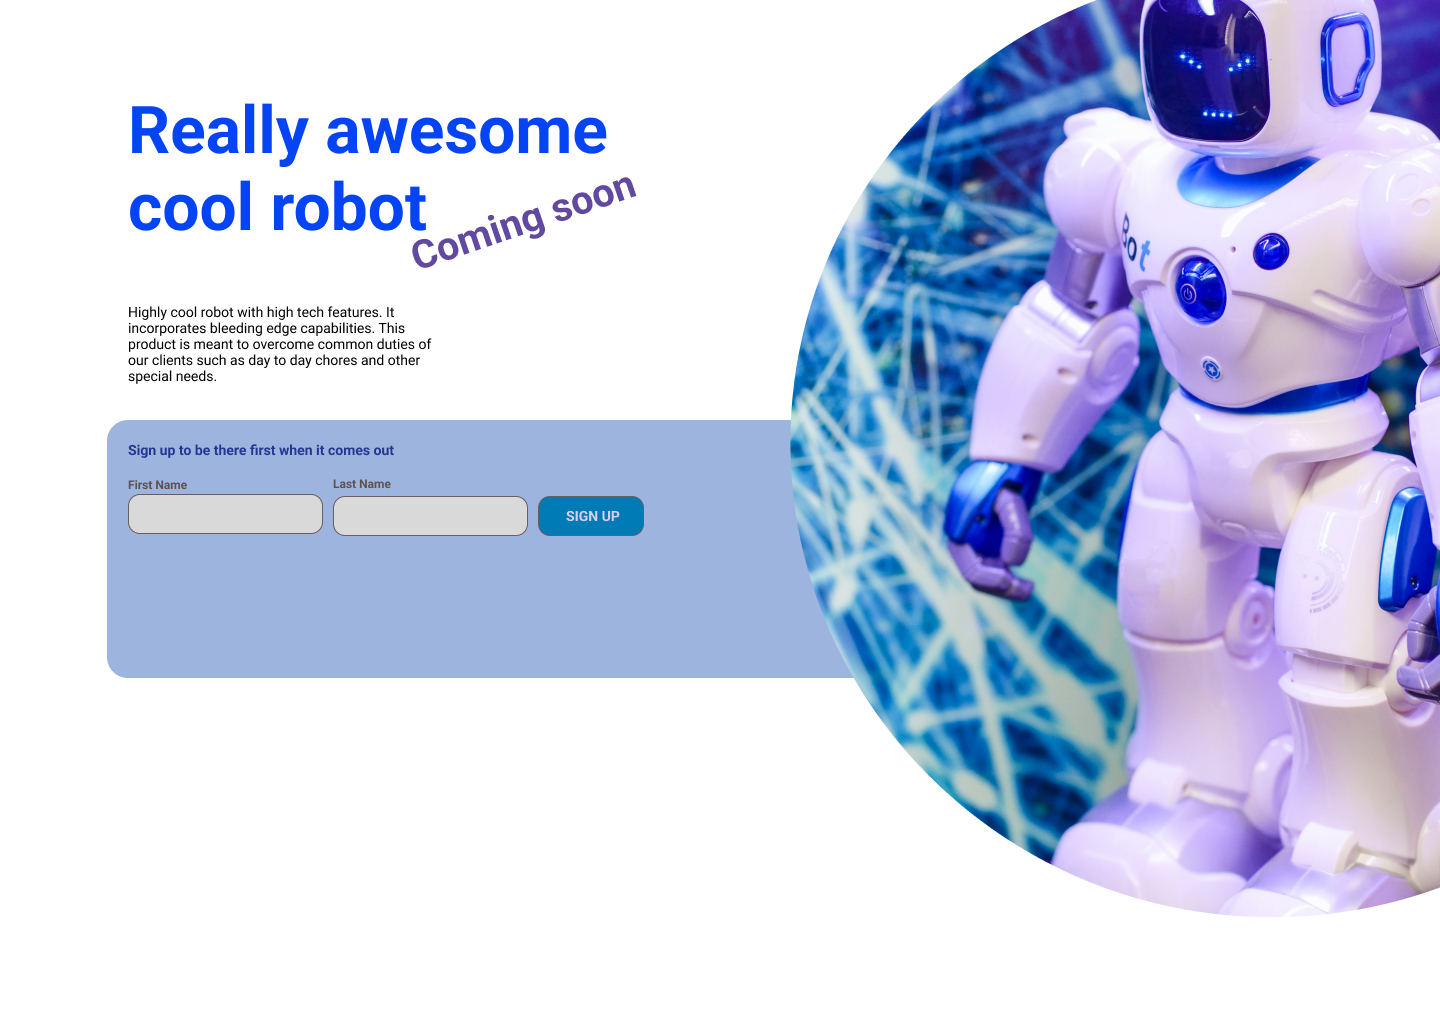 Really awesome
cool robot
Coming soon
Highly cool robot with high tech features. It
incorporates bleeding edge capabilities. This
product is meant to overcome common duties of
our clients such as day to day chores and other
special needs.
Sign up to be there first when it comes out
First Name
Last Name
SIGN UP
Bot